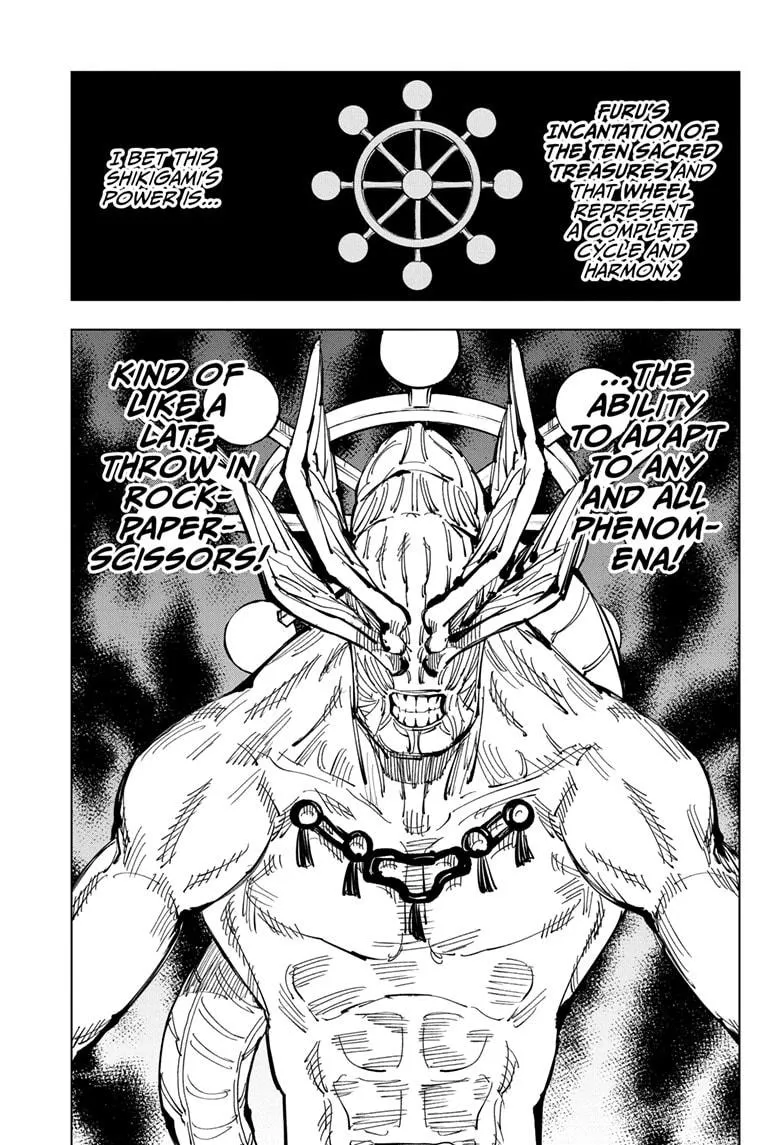 FURU'S
INCANTATION OF
THE TEN SACRED
TREASURES AND
THAT WHEEL
REPRESENT
A COMPLETE
CYCLE AND
HARMONY.
I BET THIS
SHIKIGAMI'S
POWER IS...
...THE
ABILITY
TO ADAPT
TO ANY
AND ALL
PHENOM-
ENA!
KIND OF
LIKE A
LATE
THROW IN
ROCK-
PAPER-
SCISSORS!